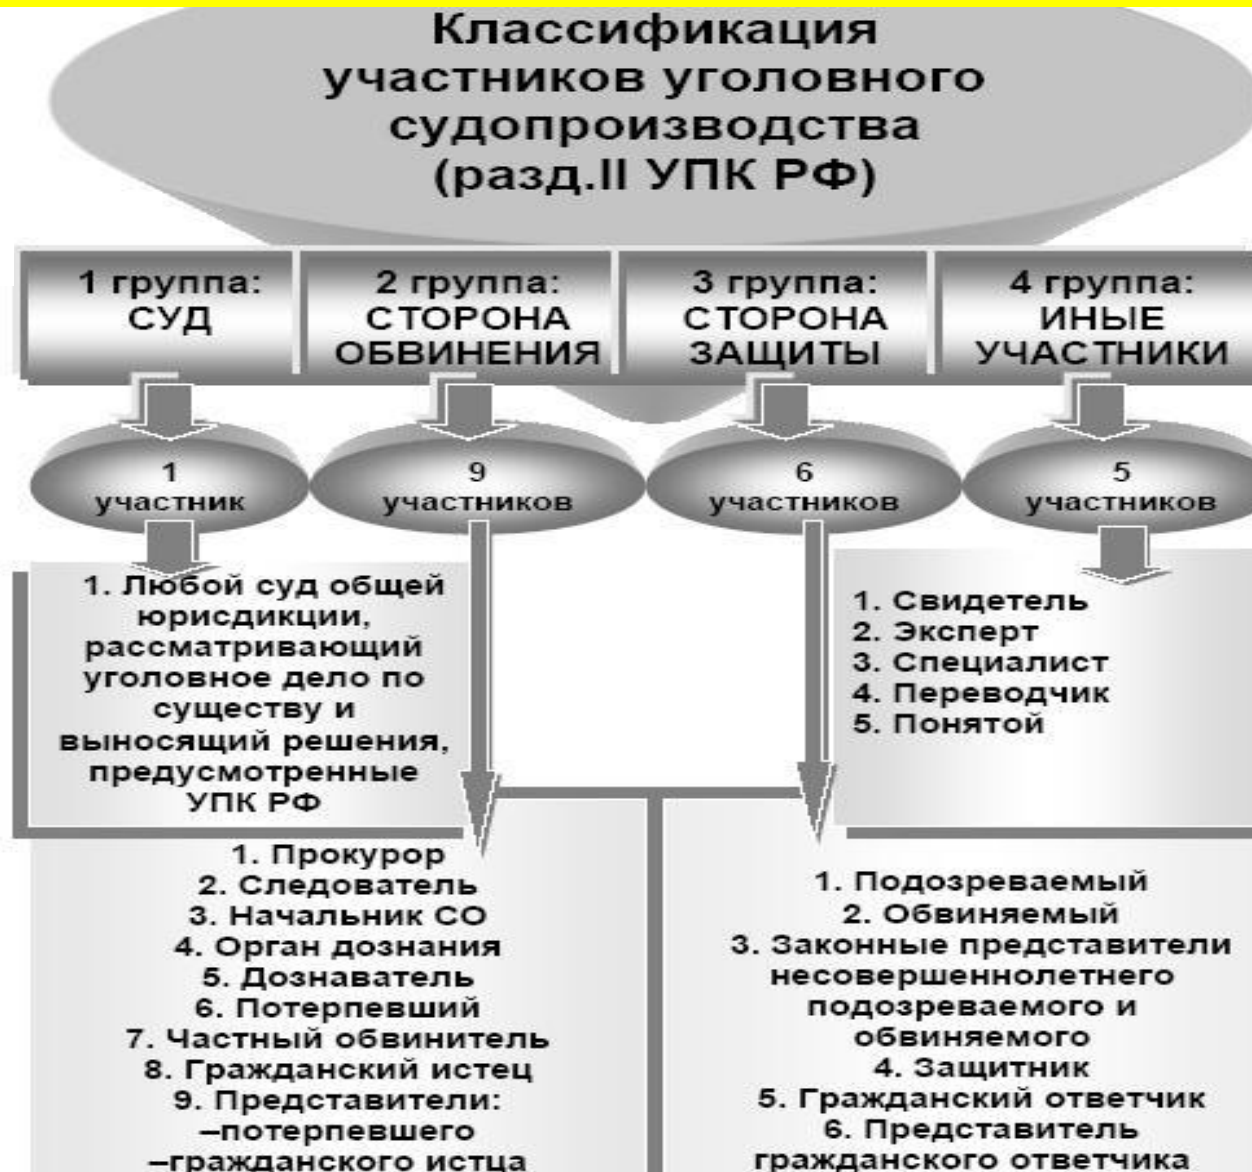 Классификация
участников уголовного
судопроизводства
(разд.II УПК РФ)
1 группа:
СУД
2 группа:
СТОРОНА
ОБВИНЕНИЯ
3 группа:
СТОРОНА
ЗАЩИТЫ
4 группа:
ИНЫЕ
УЧАСТНИКИ
1
участник
9
участников
6
участников
5
участников
1. Любой суд общей
юрисдикции,
рассматривающий
уголовное дело по
существу и
выносящий решения,
предусмотренные
УПК РФ
1. Свидетель
2. Эксперт
3. Специалист
4. Переводчик
5. Понятой
1. Прокурор
2. Следователь
3. Начальник СО
4. Орган дознания
5. Дознаватель
6. Потерпевший
7. Частный обвинитель
8. Гражданский истец
9. Представители:
–потерпевшего
–гражданского истца
1. Подозреваемый
2. Обвиняемый
3. Законные представители
несовершеннолетнего
подозреваемого и
обвиняемого
4. Защитник
5. Гражданский ответчик
6. Представитель
гражданского ответчика